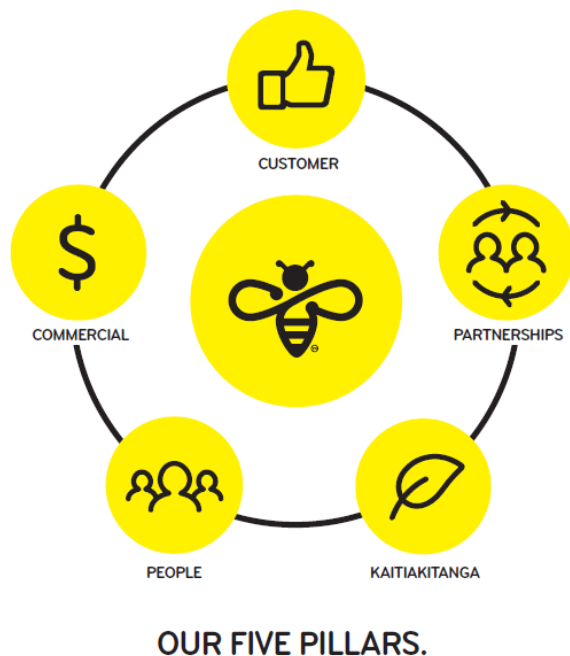 CUSTOMER
COMMERCIAL
PARTNERSHIPS
PEOPLE
KAITIAKITANGA
OUR FIVE PILLARS.